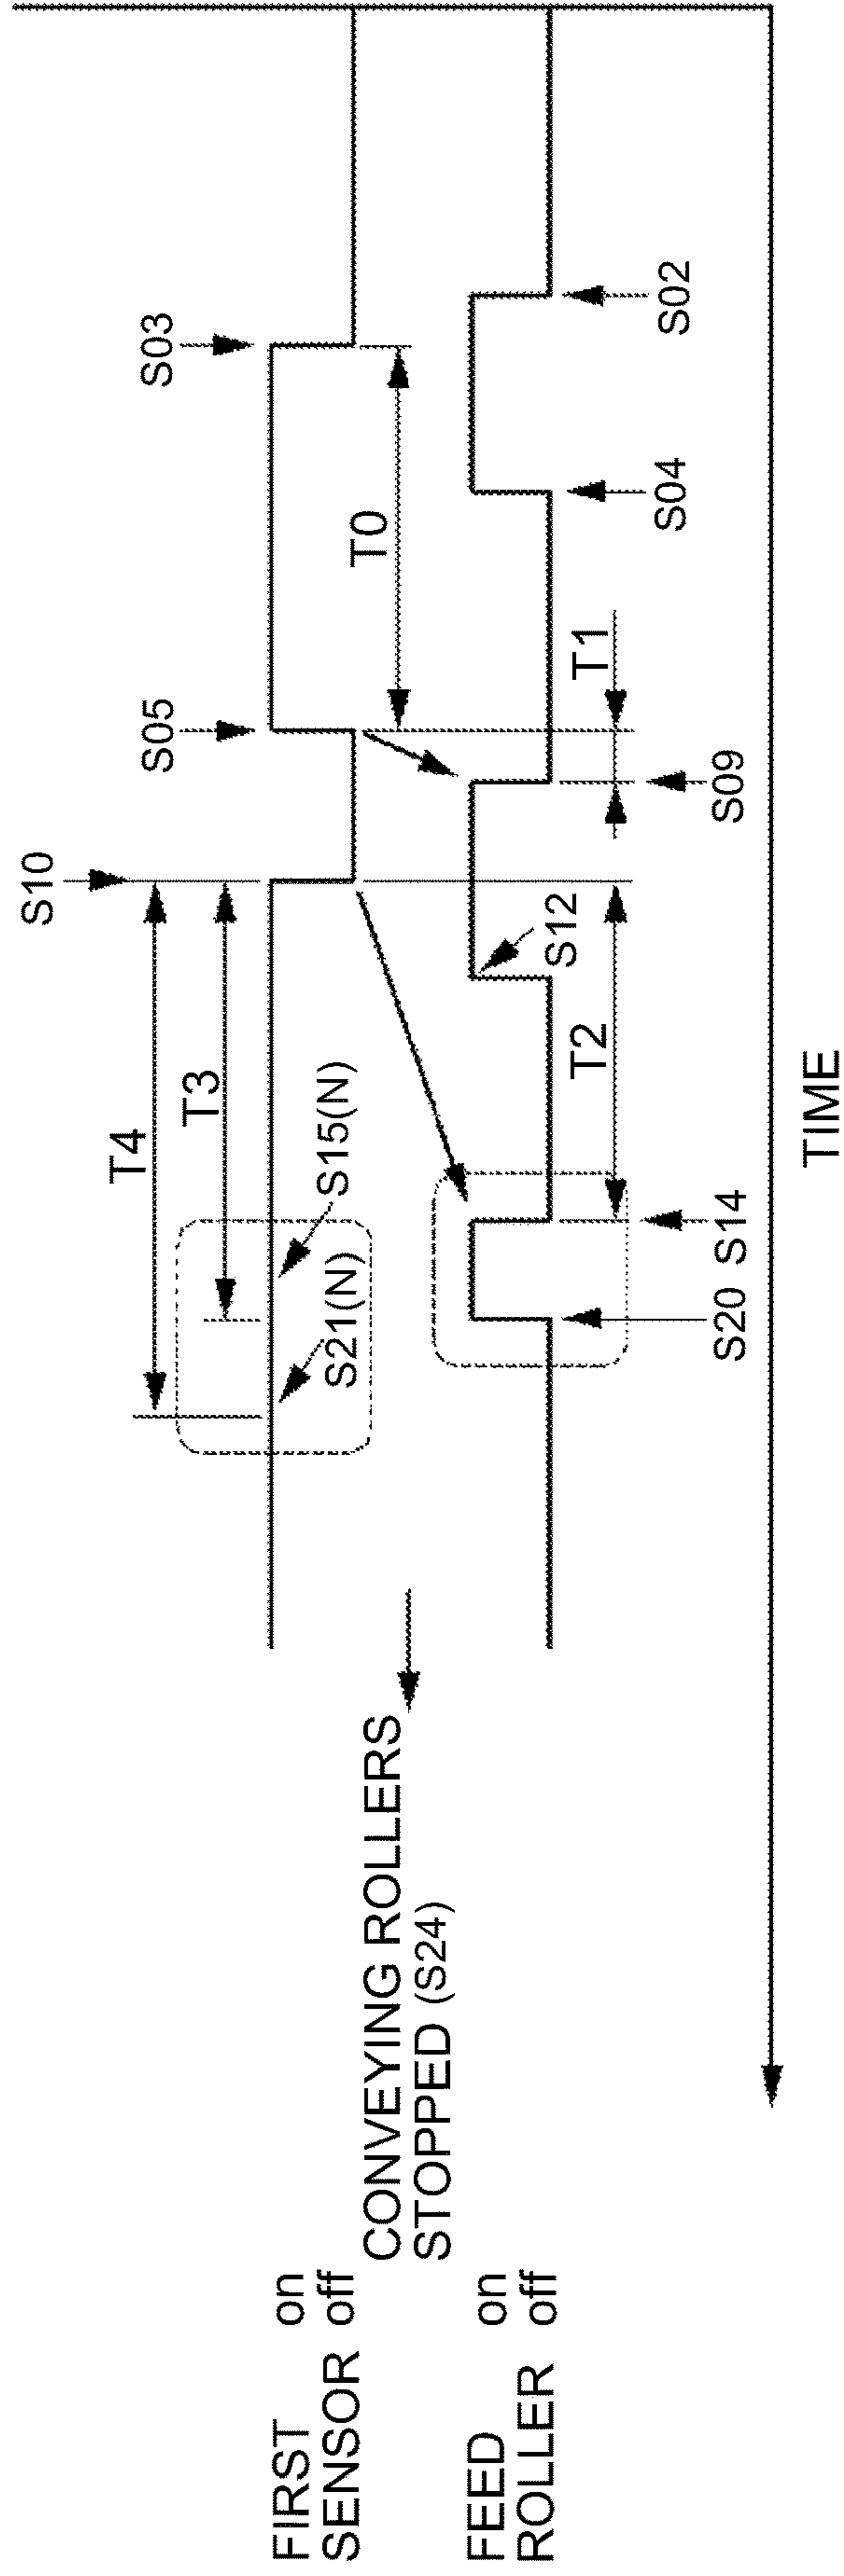 S10
T4
T3
S05
S03
S21(N)
S15(N)
T0
FIRST
SENSOR
on
off
CONVEYING ROLLERS
STOPPED (S24)
FEED
ROLLER
on
off
S12
T2
T1
S20
S14
S09
S04
S02
TIME